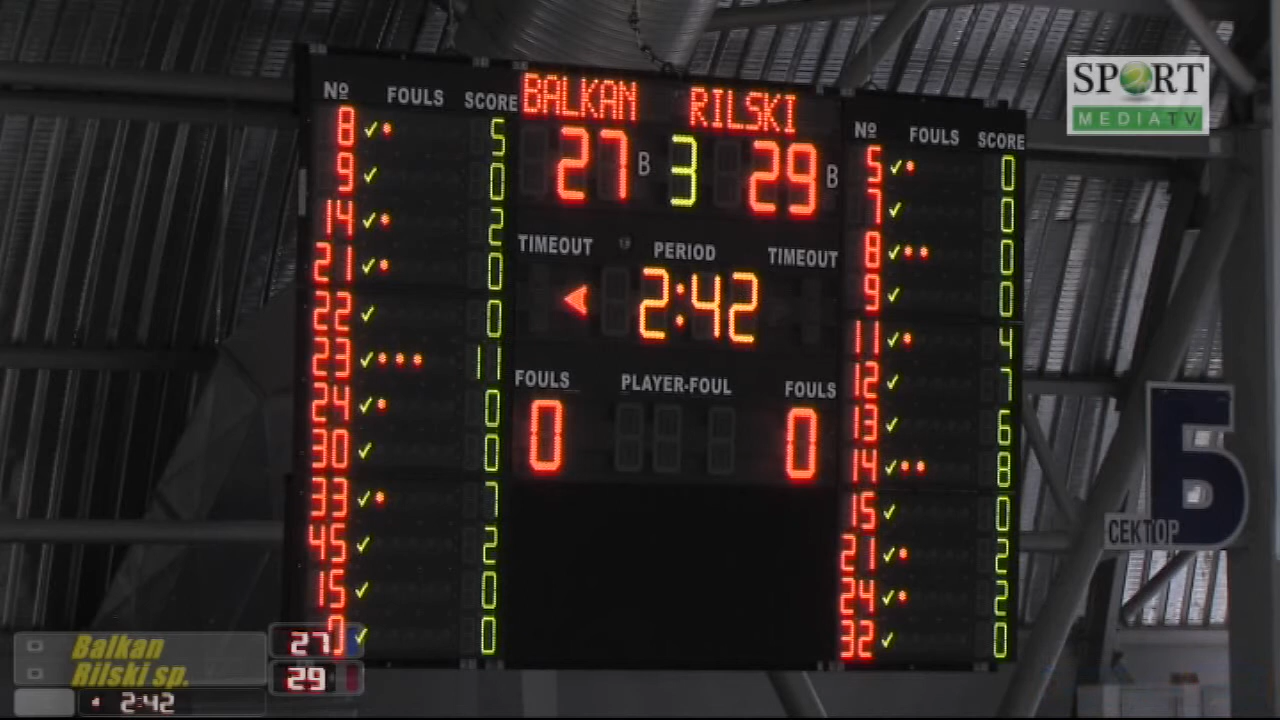 Nº FOULS SCORE BALKAN RILSKI Nº FOULS SCORE
27 B 3 29 B
TIMEOUT PERIOD TIMEOUT
2:42
FOULS PLAYER-FOUL FOULS
0 0
8 5
9 0
14 2
21 0
22 0
23 11
24 0
30 0
33 7
45 2
15 0
0 0
5 0
7 0
8 0
9 0
11 4
12 7
13 6
14 8
15 0
21 2
24 2
32 0
SPORT
MEDIATV
Б
СЕКТОР
Balkan 27
Rilski sp. 29
2:42